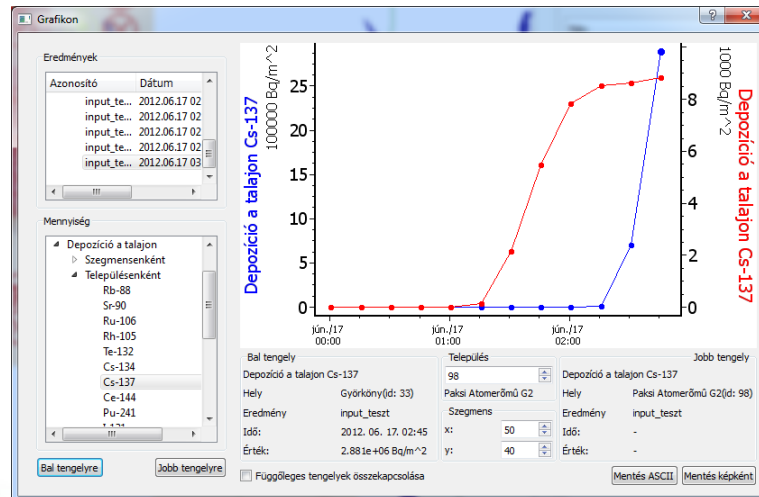 Grafikon
Eredmények
Azonosító Dátum
input_te... 2012.06.17 02
input_te... 2012.06.17 02
input_te... 2012.06.17 02
input_te... 2012.06.17 02
input_te... 2012.06.17 03
Mennyiség
Depozíció a talajon
Szegmensenként
Településenként
Rb-88
Sr-90
Ru-106
Rh-105
Te-132
Cs-134
Cs-137
Ce-144
Pu-241
I-131
Bal tengelyre Jobb tengelyre
Depozíció a talajon Cs-137
100000 Bq/m^2
25
20
15
10
5
0
1000 Bq/m^2
Depozíció a talajon Cs-137
8
6
4
2
0
jún./17 jún./17 jún./17
00:00 01:00 02:00
Bal tengely
Depozíció a talajon Cs-137
Hely Györköny(id: 33)
Eredmény input_teszt
Idő: 2012. 06. 17. 02:45
Érték: 2.881e+06 Bq/m^2
Település
98
Paksi Atomerőmű G2
Szegmens
x: 50
y: 40
Jobb tengely
Depozíció a talajon Cs-137
Hely Paksi Atomerőmű G2(id: 98)
Eredmény input_teszt
Idő: -
Érték: -
Függőleges tengelyek összekapcsolása
Mentés ASCII Mentés képként